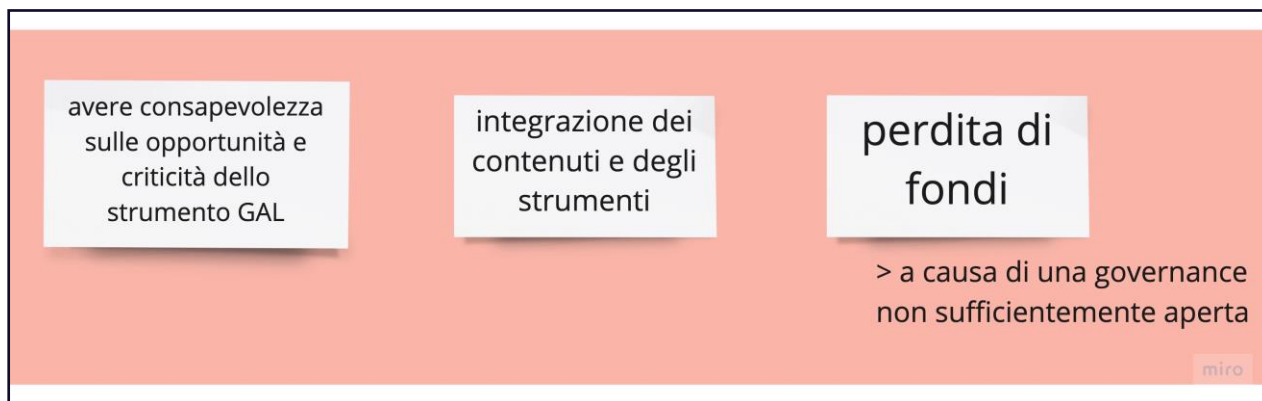 avere consapevolezza
sulle opportunità e
criticità dello
strumento GAL
integrazione dei
contenuti e degli
strumenti
perdita di
fondi
> a causa di una governance
non sufficientemente aperta
miro